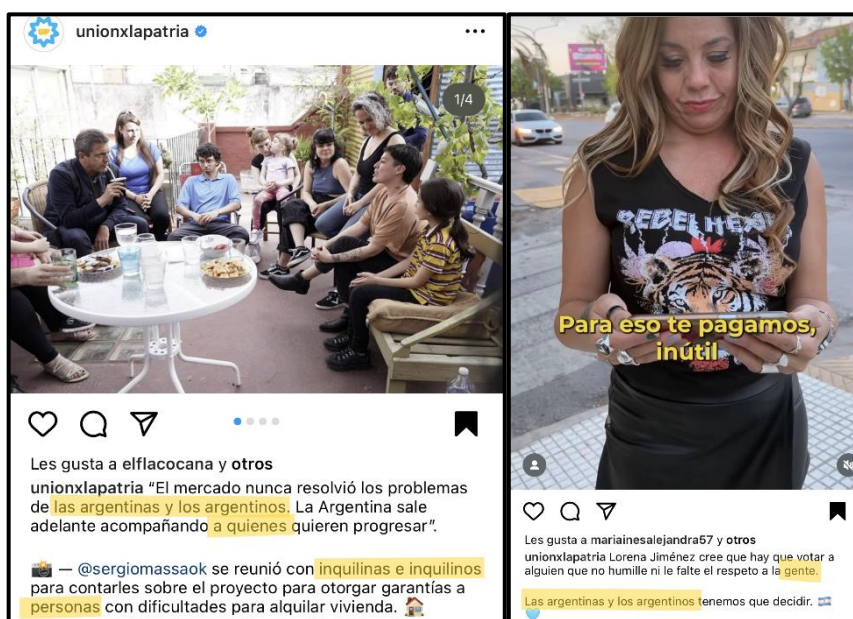 unionxlapatria
1/4
Les gusta a elflacocana y otros
unionxlapatria “El mercado nunca resolvió los problemas
de las argentinas y los argentinos. La Argentina sale
adelante acompañando a quienes quieren progresar”.
— @sergiomassaok se reunió con inquilinas e inquilinos
para contarles sobre el proyecto para otorgar garantías a
personas con dificultades para alquilar vivienda.
REBEL HEART
Para eso te pagamos,
inútil
Les gusta a mariainesalejandra57 y otros
unionxlapatria Lorena Jiménez cree que hay que votar a
alguien que no humille ni le falte el respeto a la gente.
Las argentinas y los argentinos tenemos que decidir.